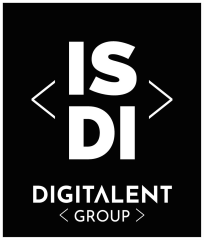 < IS
DI >
DIGITALENT
< GROUP >